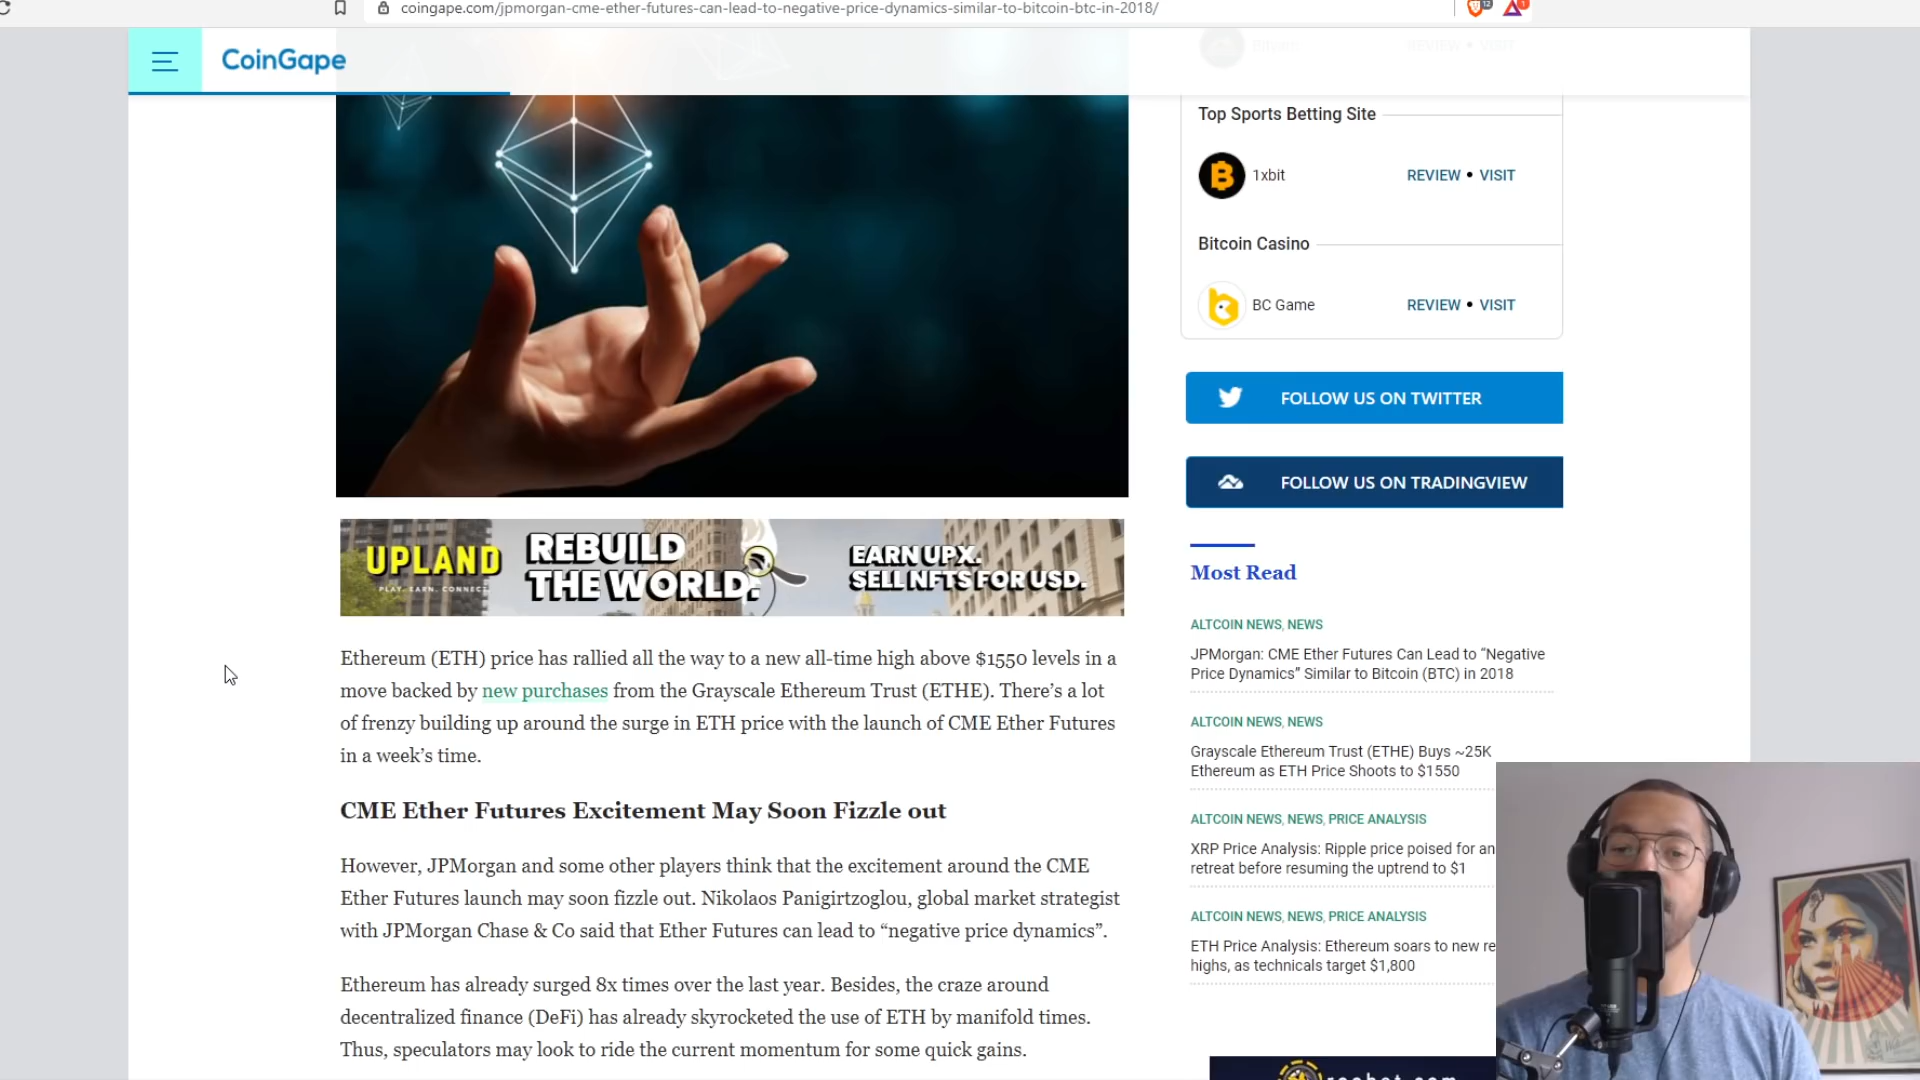 coingape.com/jpmorgan-cme-ether-futures-can-lead-to-negative-price-dynamics-similar-to-bitcoin-btc-in-2018/
12
1
CoinGape
REVIEW • VISIT
Top Sports Betting Site
1xbit
REVIEW • VISIT
Bitcoin Casino
BC Game
REVIEW • VISIT
FOLLOW US ON TWITTER
FOLLOW US ON TRADINGVIEW
UPLAND
PLAY. EARN. CONNECT
REBUILD
THE WORLD.
EARN UPX.
SELL NFTS FOR USD.
Ethereum (ETH) price has rallied all the way to a new all-time high above $1550 levels in a
move backed by new purchases from the Grayscale Ethereum Trust (ETHE). There’s a lot
of frenzy building up around the surge in ETH price with the launch of CME Ether Futures
in a week’s time.
CME Ether Futures Excitement May Soon Fizzle out
However, JPMorgan and some other players think that the excitement around the CME
Ether Futures launch may soon fizzle out. Nikolaos Panigirtzoglou, global market strategist
with JPMorgan Chase & Co said that Ether Futures can lead to “negative price dynamics”.
Ethereum has already surged 8x times over the last year. Besides, the craze around
decentralized finance (DeFi) has already skyrocketed the use of ETH by manifold times.
Thus, speculators may look to ride the current momentum for some quick gains.
Most Read
ALTCOIN NEWS, NEWS
JPMorgan: CME Ether Futures Can Lead to “Negative
Price Dynamics” Similar to Bitcoin (BTC) in 2018
ALTCOIN NEWS, NEWS
Grayscale Ethereum Trust (ETHE) Buys ~25K
Ethereum as ETH Price Shoots to $1550
ALTCOIN NEWS, NEWS, PRICE ANALYSIS
XRP Price Analysis: Ripple price poised for an
retreat before resuming the uptrend to $1
ALTCOIN NEWS, NEWS, PRICE ANALYSIS
ETH Price Analysis: Ethereum soars to new re
highs, as technicals target $1,800